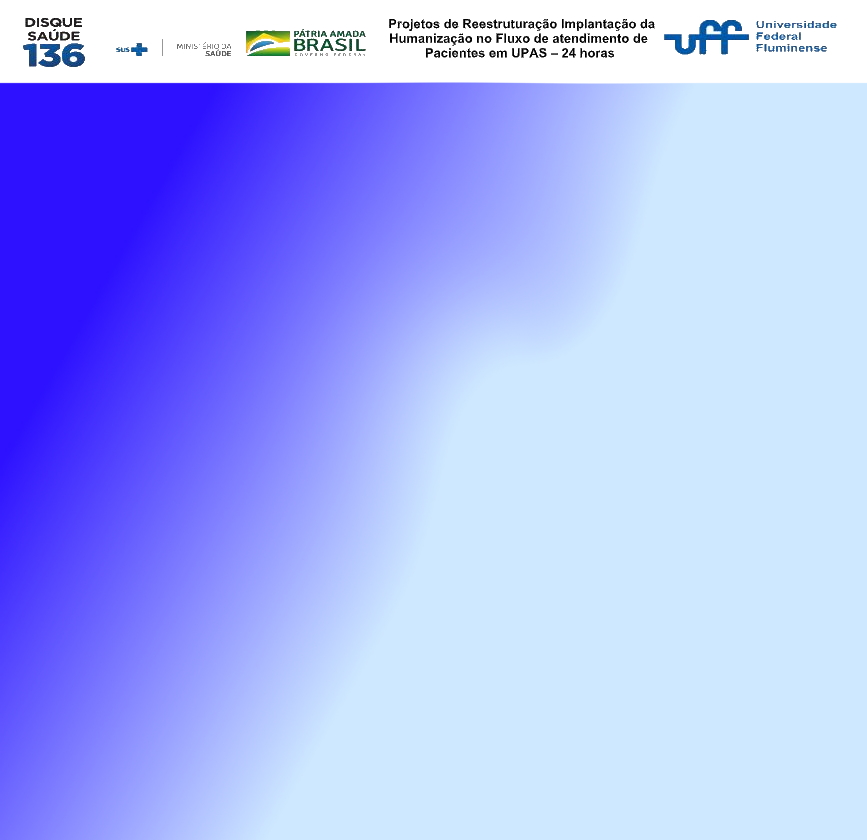 DISQUE
SAÚDE
136
SUS
MINISTÉRIO DA
SAÚDE
PÁTRIA AMADA
BRASIL
GOVERNO FEDERAL
Projetos de Reestruturação Implantação da
Humanização no Fluxo de atendimento de
Pacientes em UPAS – 24 horas
uff
Universidade
Federal
Fluminense